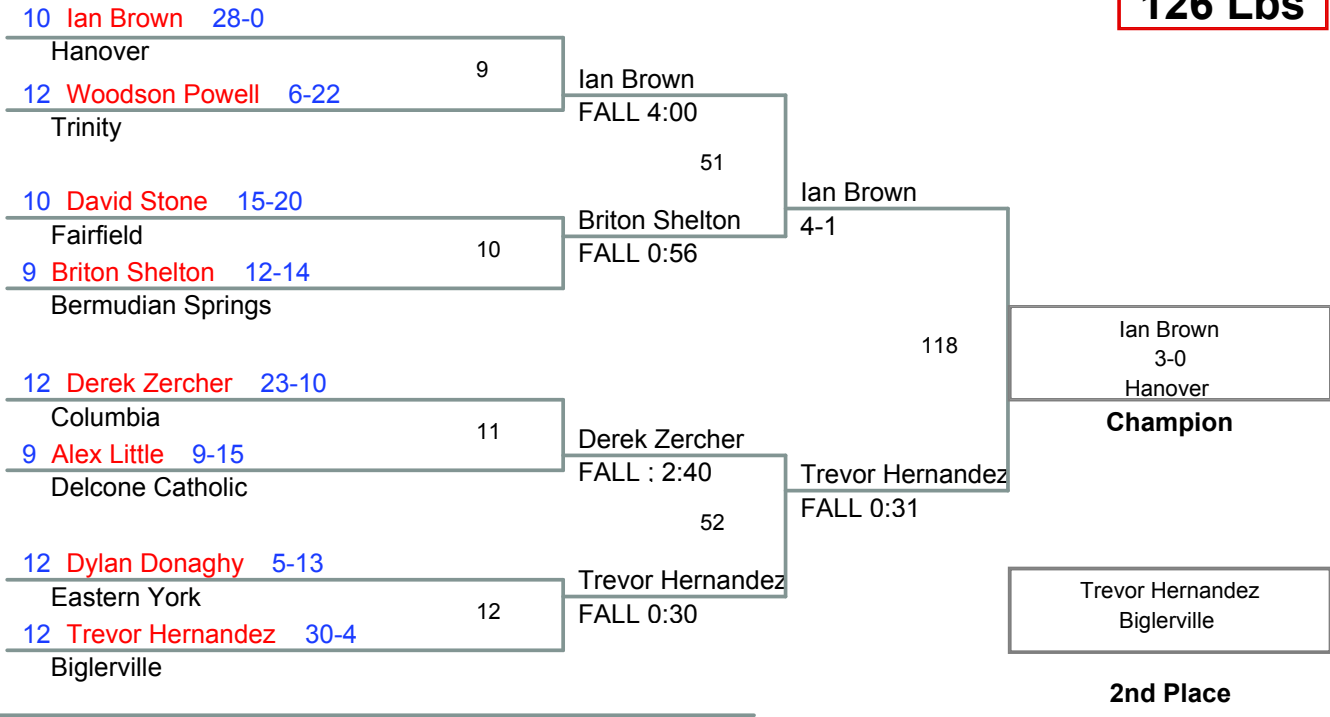 126 Lbs
10 Ian Brown 28-0
Hanover
9
12 Woodson Powell 6-22
Trinity
Ian Brown
FALL 4:00
51
10 David Stone 15-20
Fairfield
10
9 Briton Shelton 12-14
Bermudian Springs
Briton Shelton
FALL 0:56
Ian Brown
4-1
118
12 Derek Zercher 23-10
Columbia
11
9 Alex Little 9-15
Delcone Catholic
Derek Zercher
FALL : 2:40
52
12 Dylan Donaghy 5-13
Eastern York
12
12 Trevor Hernandez 30-4
Biglerville
Trevor Hernandez
FALL 0:30
Trevor Hernandez
FALL 0:31
Ian Brown
3-0
Hanover
Champion
Trevor Hernandez
Biglerville
2nd Place